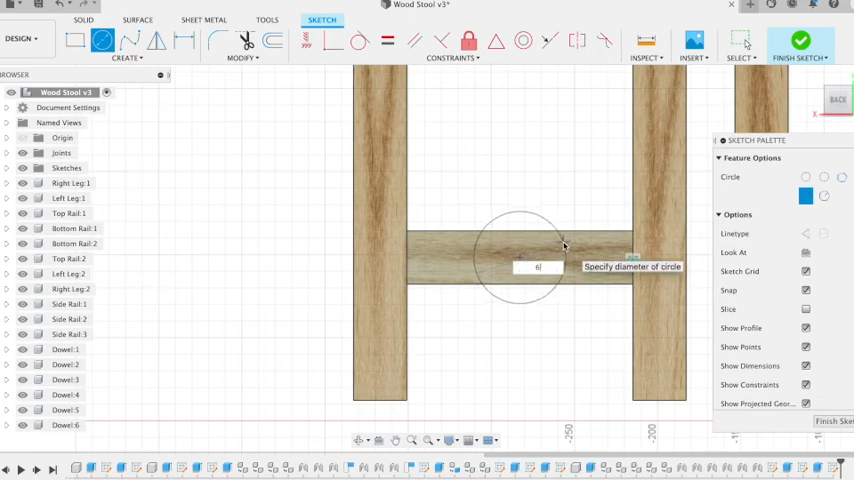 Wood Stool v3*
DESIGN
SOLID SURFACE SHEET METAL TOOLS SKETCH
CREATE MODIFY CONSTRAINTS INSPECT INSERT SELECT FINISH SKETCH
BROWSER
Wood Stool v3
Document Settings
Named Views
Origin
Joints
Sketches
Right Leg:1
Left Leg:1
Top Rail:1
Bottom Rail:1
Bottom Rail:2
Top Rail:2
Left Leg:2
Right Leg:2
Side Rail:1
Side Rail:2
Side Rail:3
Dowel:1
Dowel:2
Dowel:3
Dowel:4
Dowel:5
Dowel:6
6
Specify diameter of circle
-250
-200
BACK
X
SKETCH PALETTE
Feature Options
Circle
Options
Linetype
Look At
Sketch Grid
Snap
Slice
Show Profile
Show Points
Show Dimensions
Show Constraints
Show Projected Geor...
Finish Sket